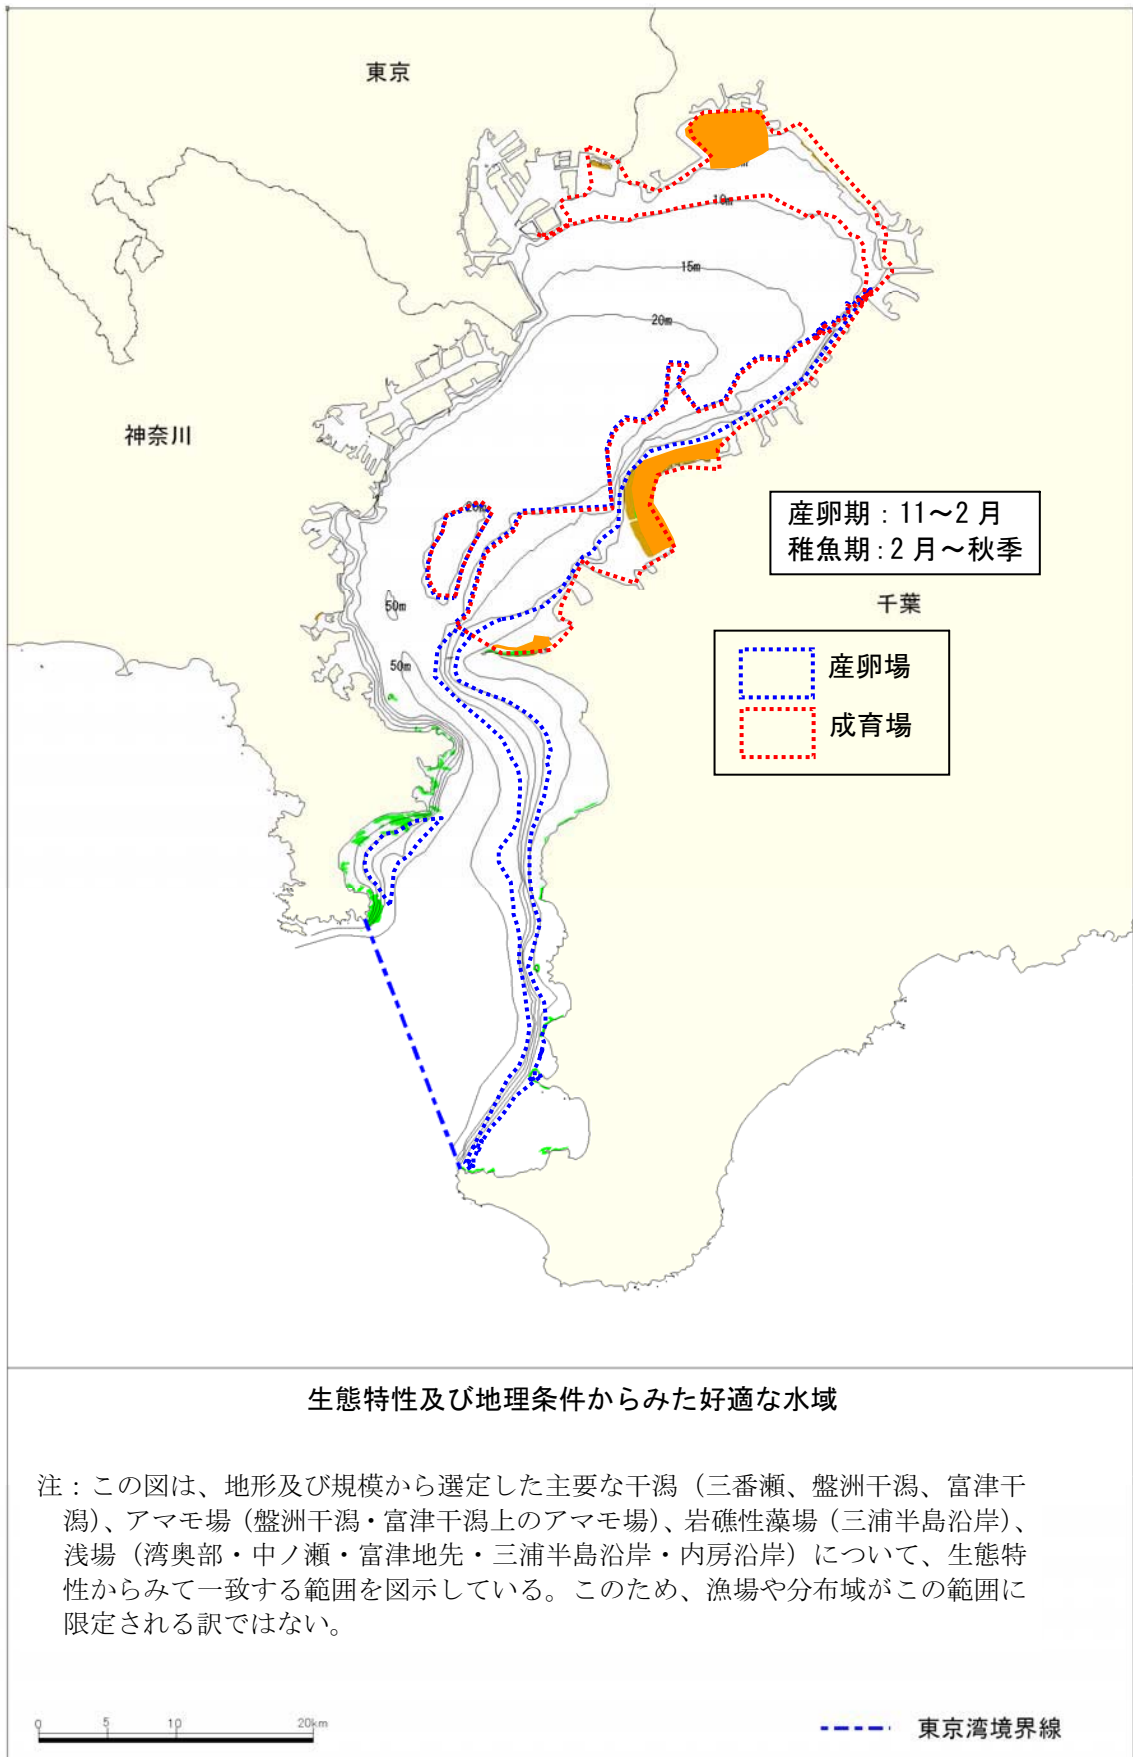 東京
10m
15m
20m
神奈川
20m
産卵期：11～2 月
稚魚期：2 月～秋季
千葉
50m
50m
産卵場
成育場
生態特性及び地理条件からみた好適な水域
注：この図は、地形及び規模から選定した主要な干潟（三番瀬、盤洲干潟、富津干
潟）、アマモ場（盤洲干潟・富津干潟上のアマモ場）、岩礁性藻場（三浦半島沿岸）、
浅場（湾奥部・中ノ瀬・富津地先・三浦半島沿岸・内房沿岸）について、生態特
性からみて一致する範囲を図示している。このため、漁場や分布域がこの範囲に
限定される訳ではない。
0 5 10 20km
東京湾境界線